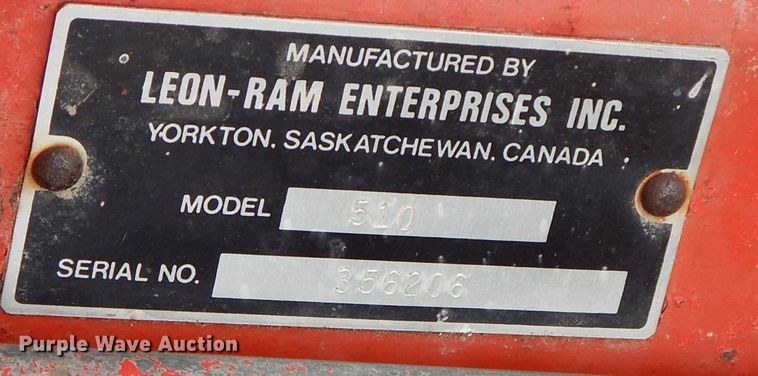 MANUFACTURED BY
LEON-RAM ENTERPRISES INC.
YORKTON, SASKATCHEWAN, CANADA
MODEL 510
SERIAL NO. 356206
Purple Wave Auction